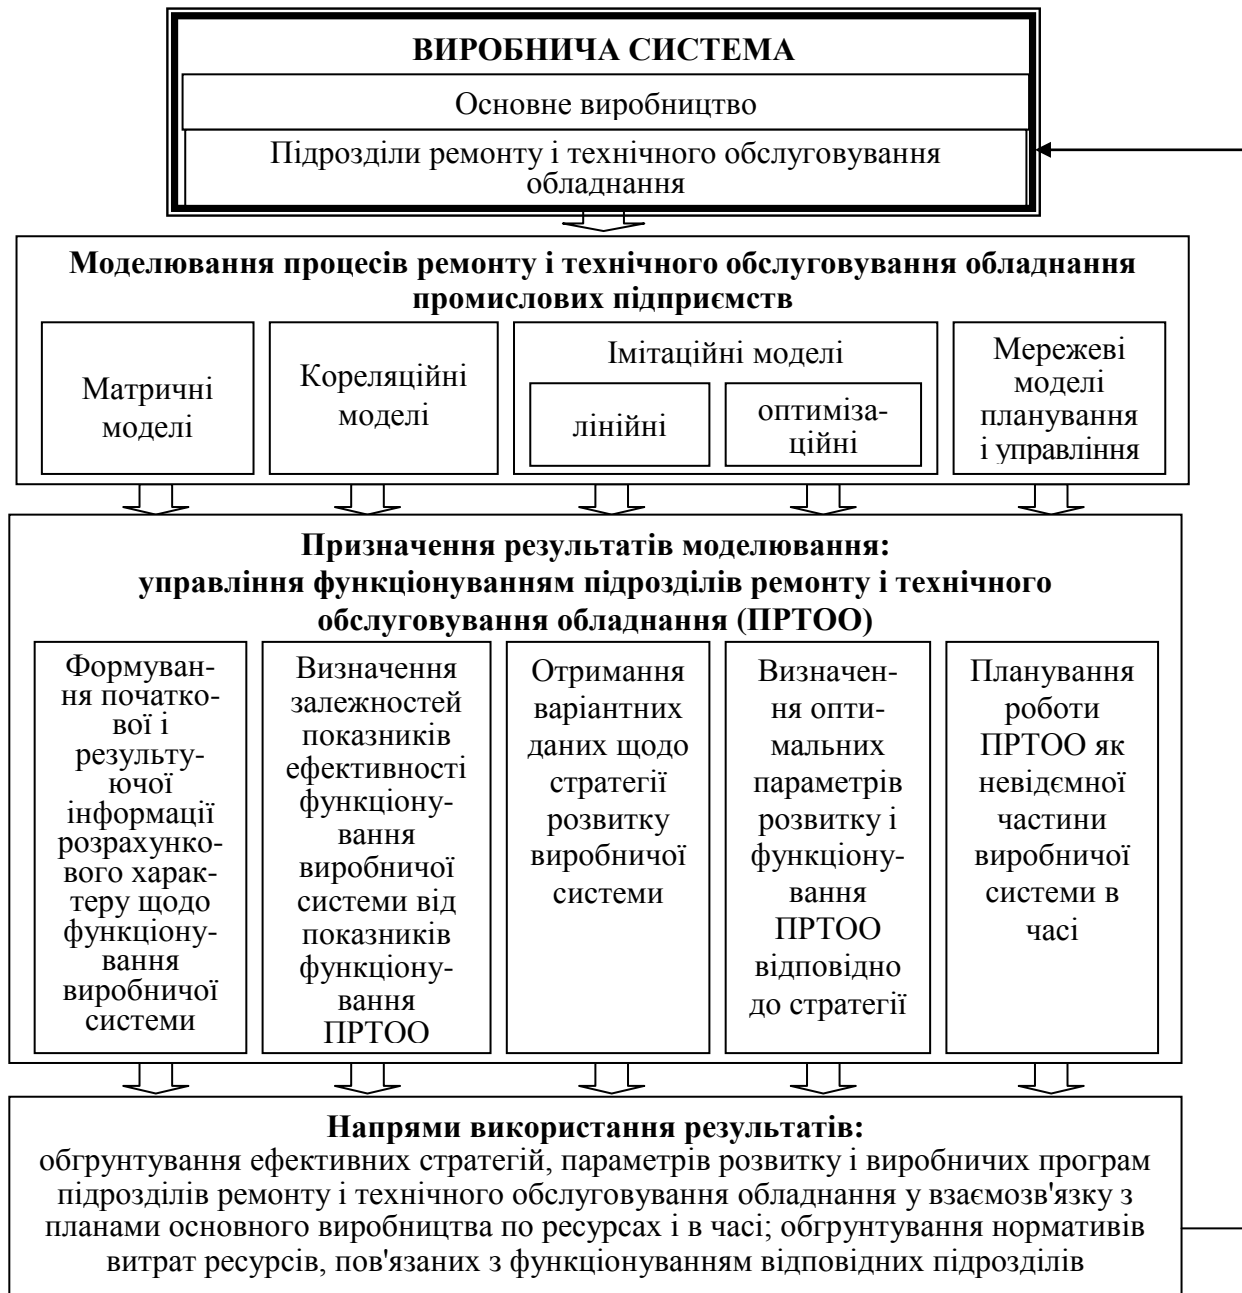 ВИРОБНИЧА СИСТЕМА
Основне виробництво
Підрозділи ремонту і технічного обслуговування
обладнання
Моделювання процесів ремонту і технічного обслуговування обладнання
промислових підприємств
Матричні
моделі
Кореляційні
моделі
Імітаційні моделі
лінійні
оптиміза-
ційні
Мережеві
моделі
планування
і управління
Призначення результатів моделювання:
управління функціонуванням підрозділів ремонту і технічного
обслуговування обладнання (ПРТОО)
Формуван-
ня початко-
вої і
результу-
ючої
інформації
розрахунко-
вого харак-
теру щодо
функціону-
вання
виробничої
системи
Визначення
залежностей
показників
ефективності
функціону-
вання
виробничої
системи від
показників
функціону-
вання
ПРТОО
Отримання
варіантних
даних щодо
стратегії
розвитку
виробничої
системи
Визначен-
ня опти-
мальних
параметрів
розвитку і
функціону-
вання
ПРТОО
відповідно
до стратегії
Планування
роботи
ПРТОО як
невідємної
частини
виробничої
системи в
часі
Напрями використання результатів:
обгрунтування ефективних стратегій, параметрів розвитку і виробничих програм
підрозділів ремонту і технічного обслуговування обладнання у взаємозв'язку з
планами основного виробництва по ресурсах і в часі; обгрунтування нормативів
витрат ресурсів, пов'язаних з функціонуванням відповідних підрозділів